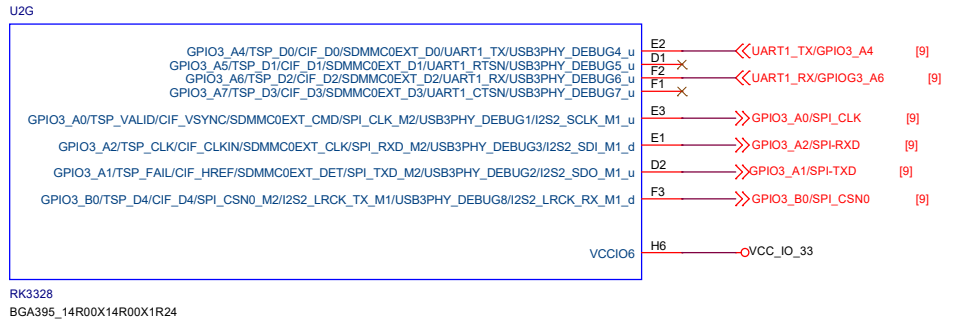 U2G
GPIO3_A4/TSP_D0/CIF_D0/SDMMC0EXT_D0/UART1_TX/USB3PHY_DEBUG4_u E2 UART1_TX/GPIO3_A4 [9]
GPIO3_A5/TSP_D1/CIF_D1/SDMMC0EXT_D1/UART1_RTSN/USB3PHY_DEBUG5_u D1
GPIO3_A6/TSP_D2/CIF_D2/SDMMC0EXT_D2/UART1_RX/USB3PHY_DEBUG6_u F2 UART1_RX/GPIOG3_A6 [9]
GPIO3_A7/TSP_D3/CIF_D3/SDMMC0EXT_D3/UART1_CTSN/USB3PHY_DEBUG7_u F1
GPIO3_A0/TSP_VALID/CIF_VSYNC/SDMMC0EXT_CMD/SPI_CLK_M2/USB3PHY_DEBUG1/I2S2_SCLK_M1_u E3 GPIO3_A0/SPI_CLK [9]
GPIO3_A2/TSP_CLK/CIF_CLKIN/SDMMC0EXT_CLK/SPI_RXD_M2/USB3PHY_DEBUG3/I2S2_SDI_M1_d E1 GPIO3_A2/SPI-RXD [9]
GPIO3_A1/TSP_FAIL/CIF_HREF/SDMMC0EXT_DET/SPI_TXD_M2/USB3PHY_DEBUG2/I2S2_SDO_M1_u D2 GPIO3_A1/SPI-TXD [9]
GPIO3_B0/TSP_D4/CIF_D4/SPI_CSN0_M2/I2S2_LRCK_TX_M1/USB3PHY_DEBUG8/I2S2_LRCK_RX_M1_d F3 GPIO3_B0/SPI_CSN0 [9]
VCCIO6 H6 VCC_IO_33
RK3328
BGA395_14R00X14R00X1R24